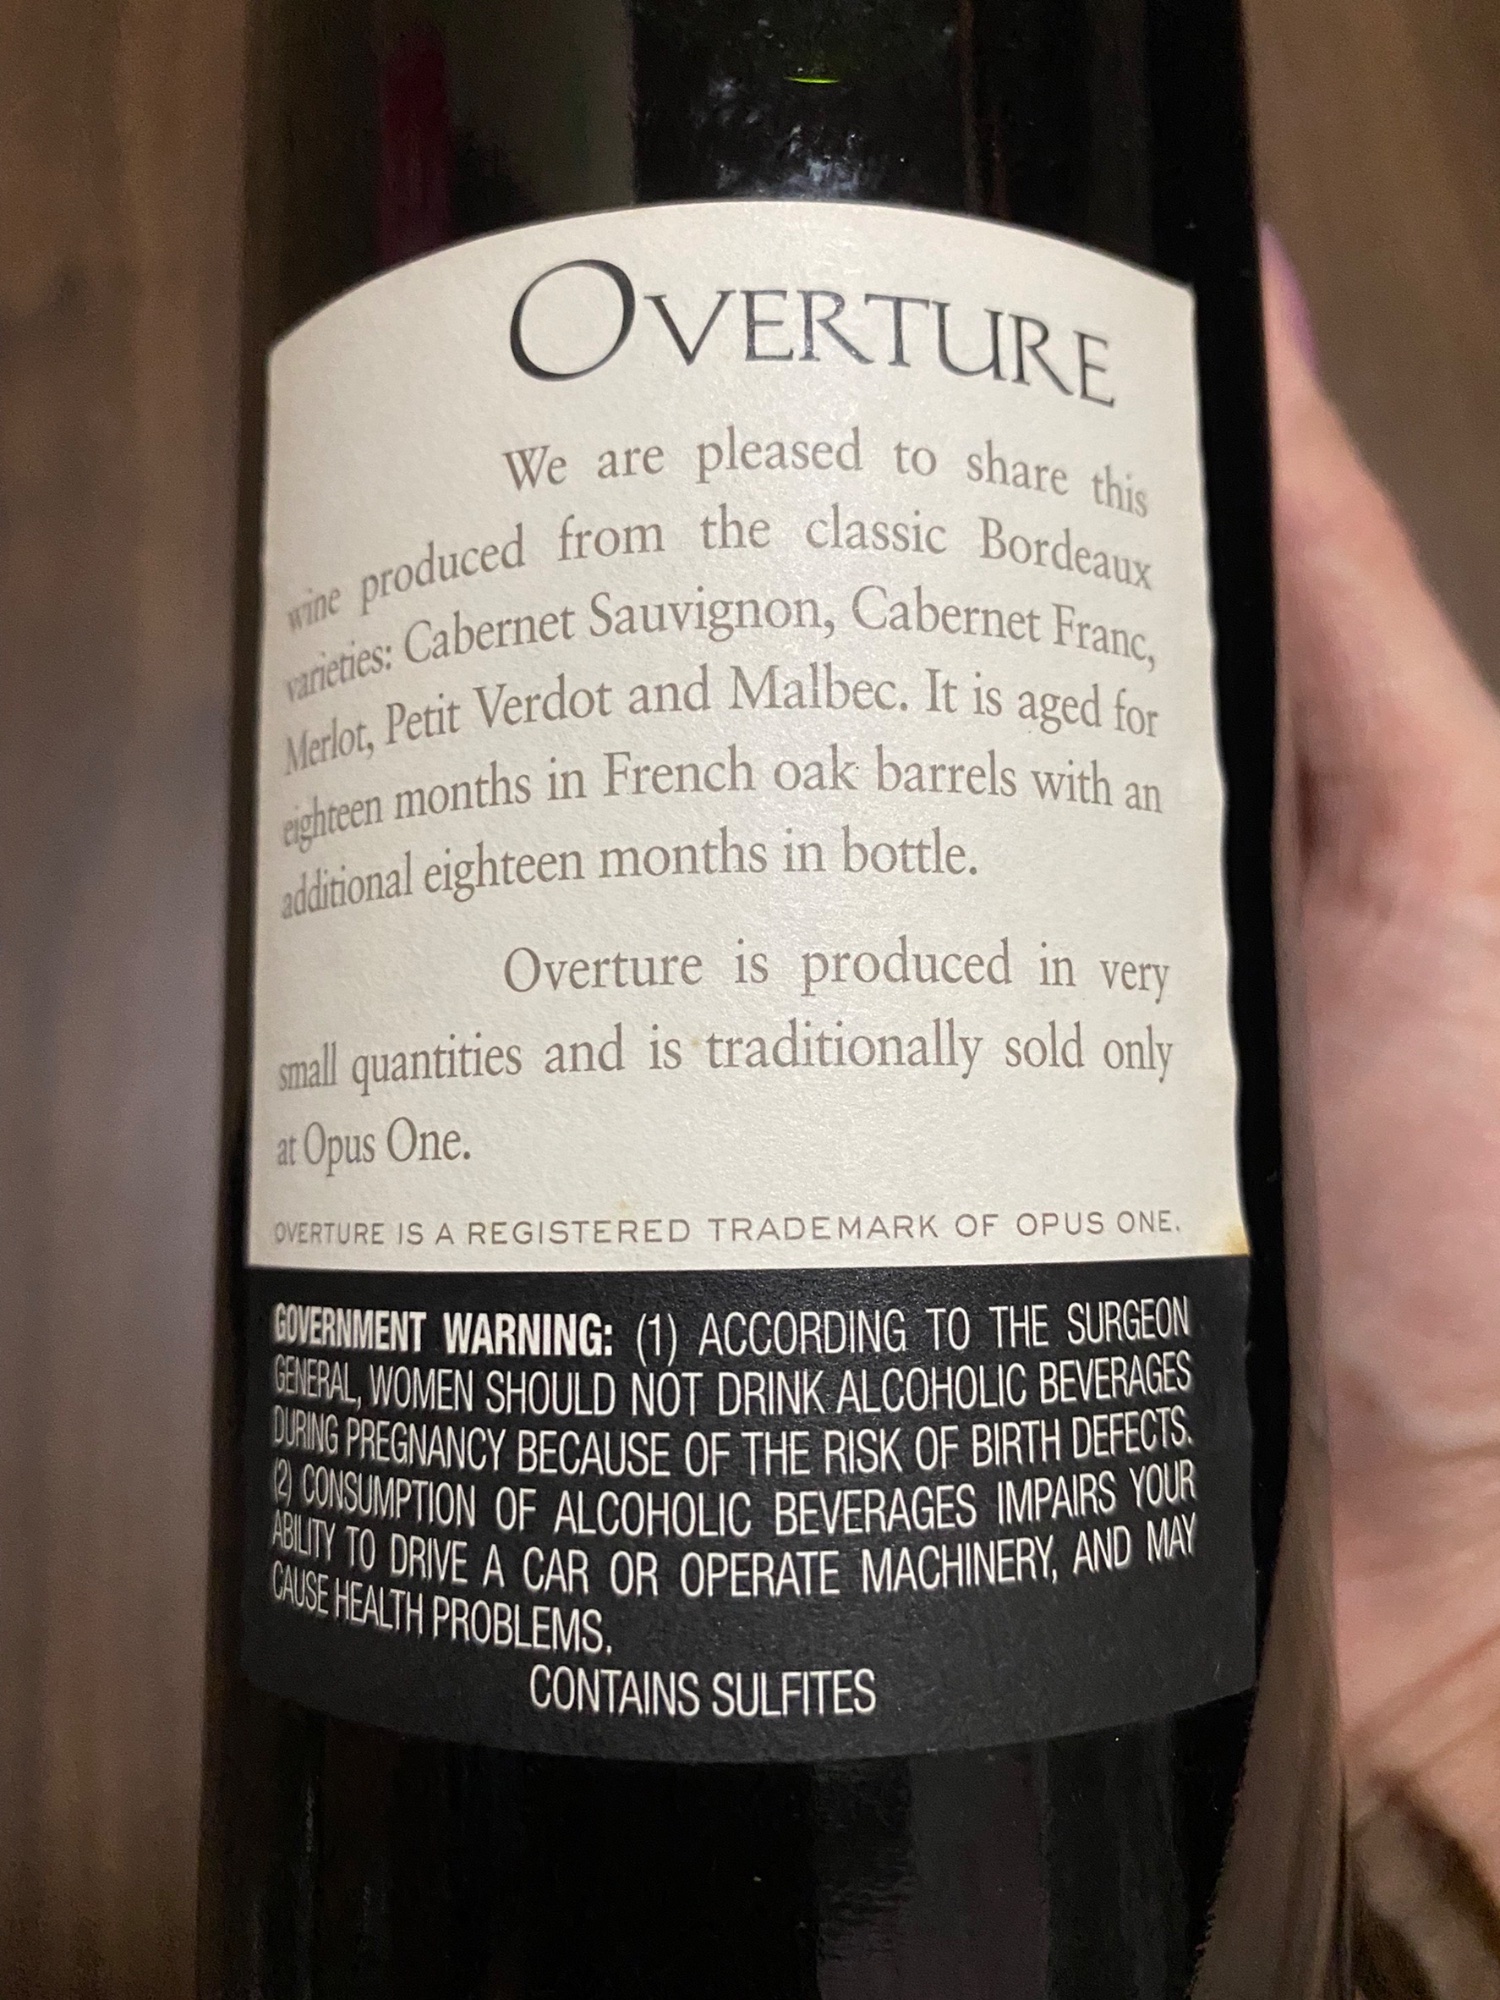 OVERTURE
We are pleased to share this
wine produced from the classic Bordeaux
varieties: Cabernet Sauvignon, Cabernet Franc,
Merlot, Petit Verdot and Malbec. It is aged for
eighteen months in French oak barrels with an
additional eighteen months in bottle.
Overture is produced in very
small quantities and is traditionally sold only
at Opus One.
OVERTURE IS A REGISTERED TRADEMARK OF OPUS ONE.
GOVERNMENT WARNING: (1) ACCORDING TO THE SURGEON
GENERAL, WOMEN SHOULD NOT DRINK ALCOHOLIC BEVERAGES
DURING PREGNANCY BECAUSE OF THE RISK OF BIRTH DEFECTS.
(2) CONSUMPTION OF ALCOHOLIC BEVERAGES IMPAIRS YOUR
ABILITY TO DRIVE A CAR OR OPERATE MACHINERY, AND MAY
CAUSE HEALTH PROBLEMS.
CONTAINS SULFITES